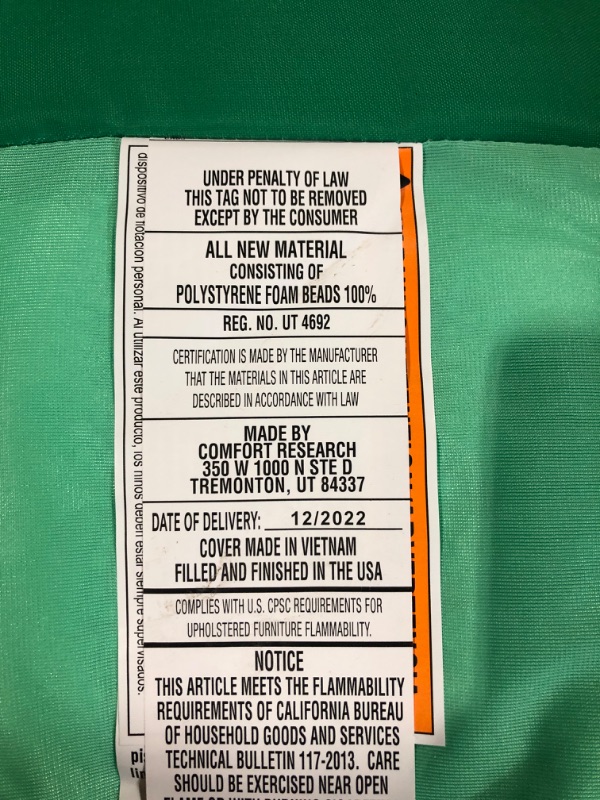 UNDER PENALTY OF LAW
THIS TAG NOT TO BE REMOVED
EXCEPT BY THE CONSUMER
ALL NEW MATERIAL
CONSISTING OF
POLYSTYRENE FOAM BEADS 100%
REG. NO. UT 4692
CERTIFICATION IS MADE BY THE MANUFACTURER
THAT THE MATERIALS IN THIS ARTICLE ARE
DESCRIBED IN ACCORDANCE WITH LAW
MADE BY
COMFORT RESEARCH
350 W 1000 N STE D
TREMONTON, UT 84337
DATE OF DELIVERY: 12/2022
COVER MADE IN VIETNAM
FILLED AND FINISHED IN THE USA
COMPLIES WITH U.S. CPSC REQUIREMENTS FOR
UPHOLSTERED FURNITURE FLAMMABILITY.
NOTICE
THIS ARTICLE MEETS THE FLAMMABILITY
REQUIREMENTS OF CALIFORNIA BUREAU
OF HOUSEHOLD GOODS AND SERVICES
TECHNICAL BULLETIN 117-2013. CARE
SHOULD BE EXERCISED NEAR OPEN
dispositivo de flotación personal. Al utilizar este producto, los niños deben estar siempre supervisados.